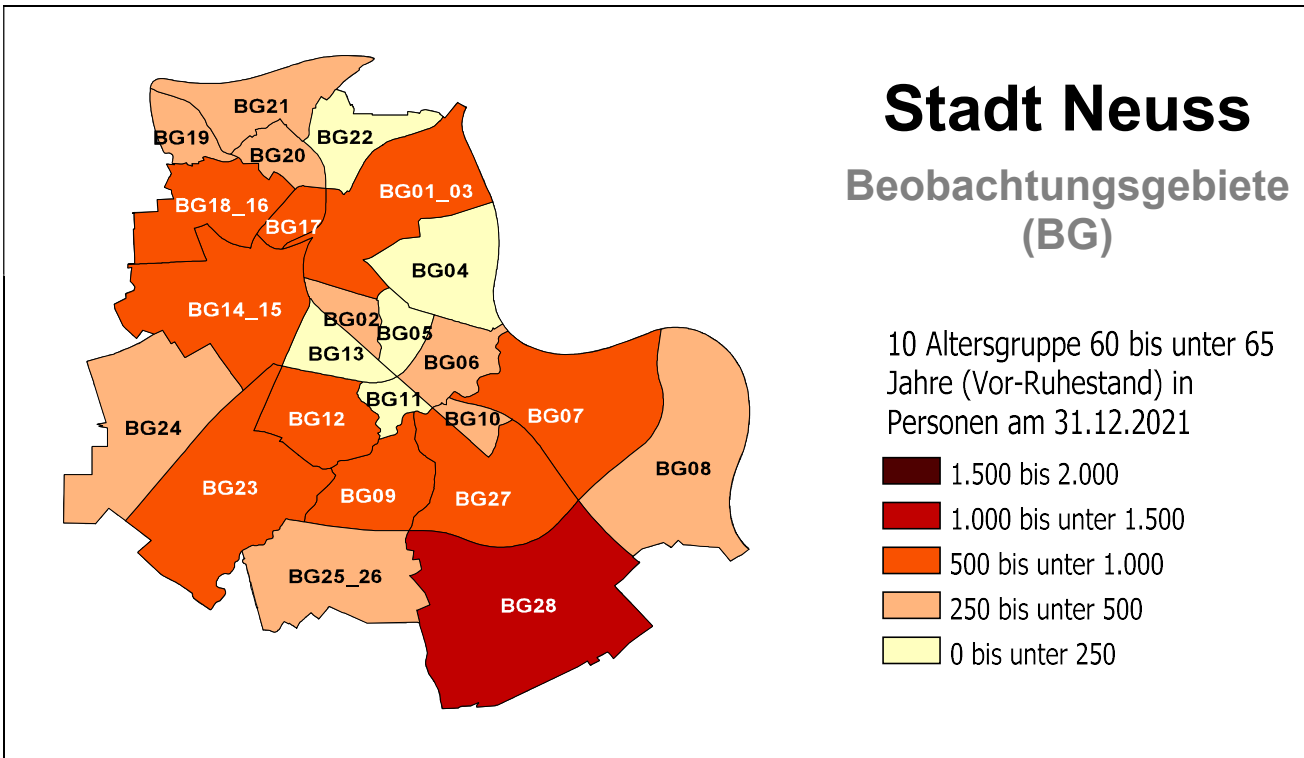 Stadt Neuss
Beobachtungsgebiete
(BG)
10 Altersgruppe 60 bis unter 65
Jahre (Vor-Ruhestand) in
Personen am 31.12.2021
1.500 bis 2.000
1.000 bis unter 1.500
500 bis unter 1.000
250 bis unter 500
0 bis unter 250
BG21
BG19
BG22
BG20
BG01_03
BG18_16
BG17
BG04
BG14_15
BG02
BG05
BG13
BG06
BG11
BG07
BG12
BG10
BG24
BG08
BG23
BG09
BG27
BG25_26
BG28